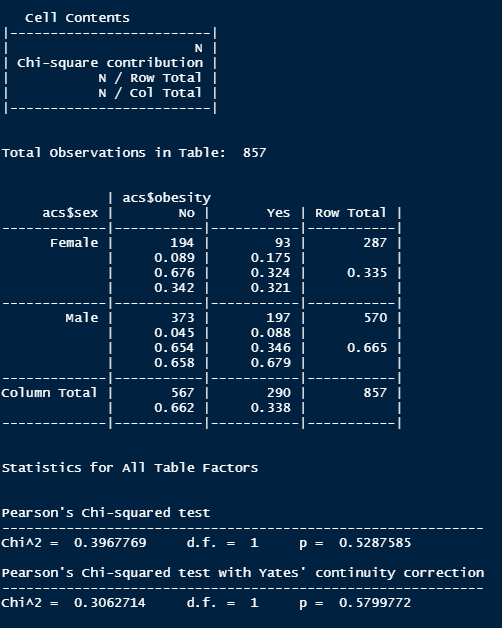 Cell Contents
|-------------------------|
|                       N |
| Chi-square contribution |
|           N / Row Total |
|           N / Col Total |
|-------------------------|
Total Observations in Table:  857
             | acs$obesity
     acs$sex |        No |       Yes | Row Total |
-------------|-----------|-----------|-----------|
      Female |       194 |        93 |       287 |
             |     0.089 |     0.175 |           |
             |     0.676 |     0.324 |     0.335 |
             |     0.342 |     0.321 |           |
-------------|-----------|-----------|-----------|
        Male |       373 |       197 |       570 |
             |     0.045 |     0.088 |           |
             |     0.654 |     0.346 |     0.665 |
             |     0.658 |     0.679 |           |
-------------|-----------|-----------|-----------|
Column Total |       567 |       290 |       857 |
             |     0.662 |     0.338 |           |
-------------|-----------|-----------|-----------|
Statistics for All Table Factors
Pearson's Chi-squared test
------------------------------------------------------------
Chi^2 =  0.3967769     d.f. =  1     p =  0.5287585
Pearson's Chi-squared test with Yates' continuity correction
------------------------------------------------------------
Chi^2 =  0.3062714     d.f. =  1     p =  0.5799772